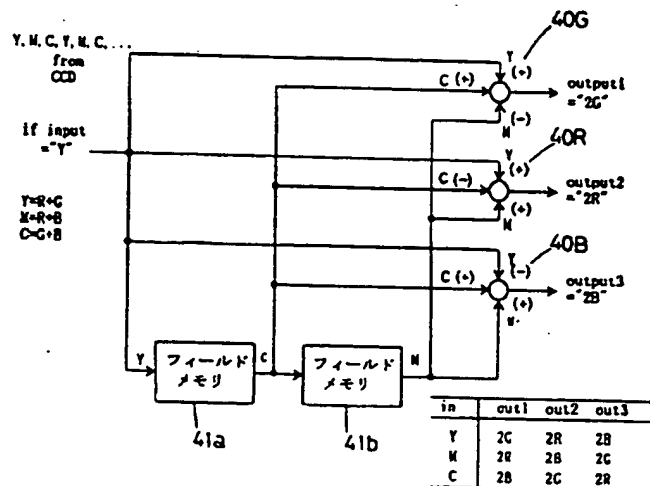 Y, M, C, Y, M, C, ...
from
CCD
if input
="Y"
Y=R+G
M=R+B
C=G+B
40G
Y
(+)
C (+)
(-)
M
output1
="2G"
40R
Y
(+)
C (-)
(+)
M
output2
="2R"
40B
Y
(-)
C (+)
(+)
M
output3
="2B"
Y
フィールド
メモリ
C
フィールド
メモリ
M
41a
41b
in out1 out2 out3
Y 2G 2R 2B
M 2R 2B 2G
C 2B 2G 2R